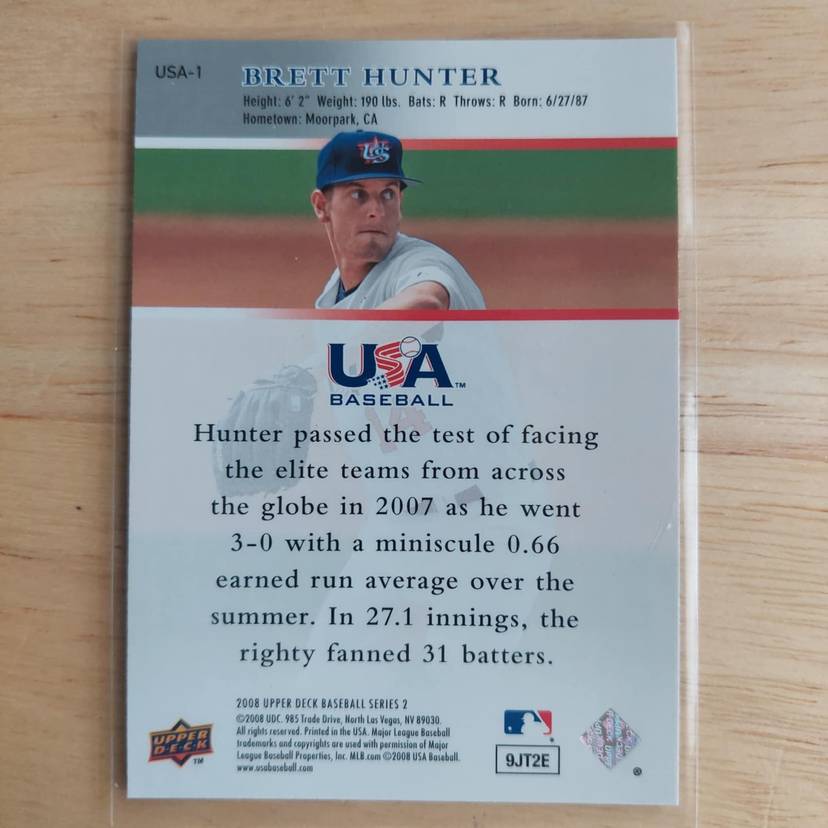 USA-1
BRETT HUNTER
Height: 6' 2" Weight: 190 lbs. Bats: R Throws: R Born: 6/27/87
Hometown: Moorpark, CA
US
USA™
BASEBALL
14
Hunter passed the test of facing
the elite teams from across
the globe in 2007 as he went
3-0 with a miniscule 0.66
earned run average over the
summer. In 27.1 innings, the
righty fanned 31 batters.
2008 UPPER DECK BASEBALL SERIES 2
©2008 UDC. 985 Trade Drive, North Las Vegas, NV 89030.
All rights reserved. Printed in the USA. Major League Baseball
trademarks and copyrights are used with permission of Major
League Baseball Properties, Inc. MLB.com ©2008 USA Baseball.
www.usabaseball.com
UPPER
DECK
™
9JT2E
®